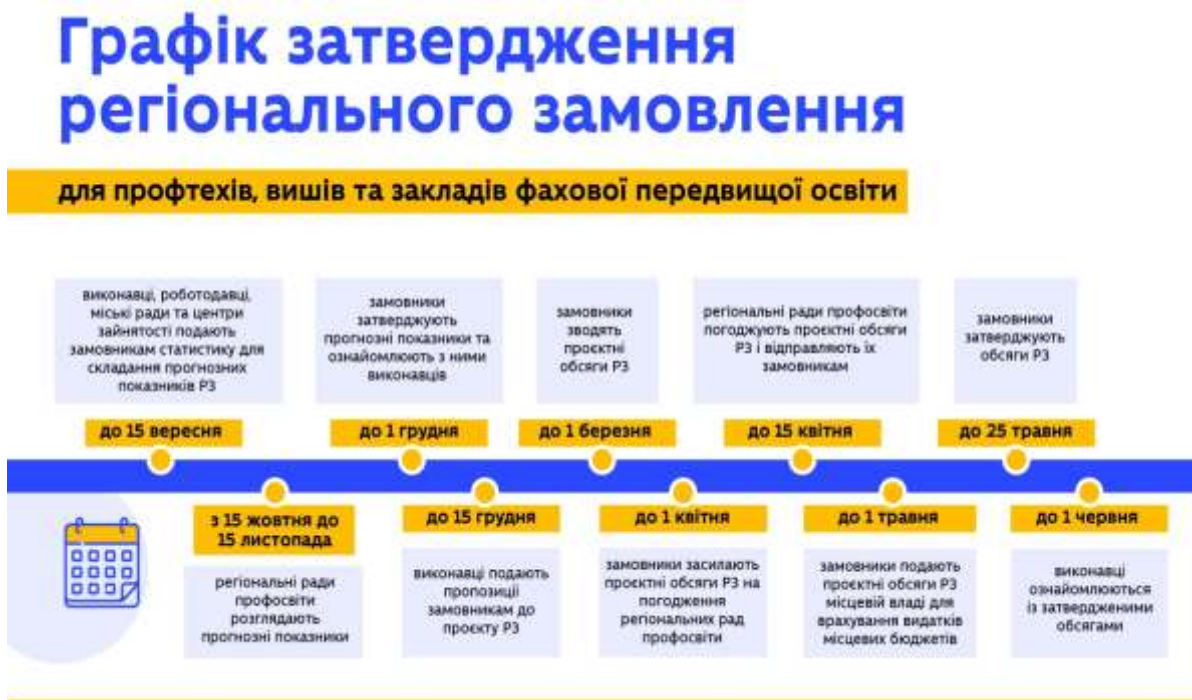 Графік затвердження
регіонального замовлення
для профтехів, вишів та закладів фахової передвищої освіти
виконавці, роботодавці,
міські ради та центри
зайнятості подають
замовникам статистику для
складання прогнозних
показників РЗ
до 15 вересня
з 15 жовтня до
15 листопада
регіональні ради
профосвіти
розглядають
прогнозні показники
замовники
затверджують
прогнозні показники та
ознайомлюють з ними
виконавців
до 1 грудня
до 15 грудня
виконавці подають
пропозиції
замовникам до
проєкту РЗ
замовники
зводять
проєктні
обсяги РЗ
до 1 березня
до 1 квітня
замовники засилають
проєктні обсяги РЗ на
погодження
регіональних рад
профосвіти
регіональні ради профосвіти
погоджують проєктні обсяги
РЗ і відправляють їх
замовникам
до 15 квітня
до 1 травня
замовники подають
проєктні обсяги РЗ
місцевій владі для
врахування видатків
місцевих бюджетів
замовники
затверджують
обсяги РЗ
до 25 травня
до 1 червня
виконавці
ознайомлюються
із затвердженими
обсягами